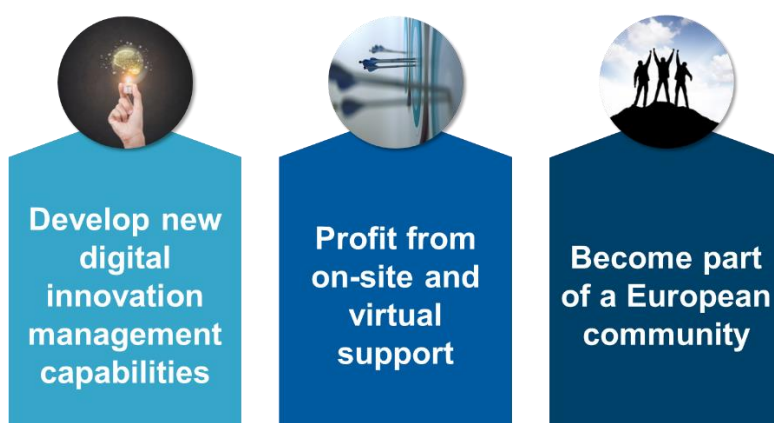 Develop new
digital
innovation
management
capabilities
Profit from
on-site and
virtual
support
Become part
of a European
community